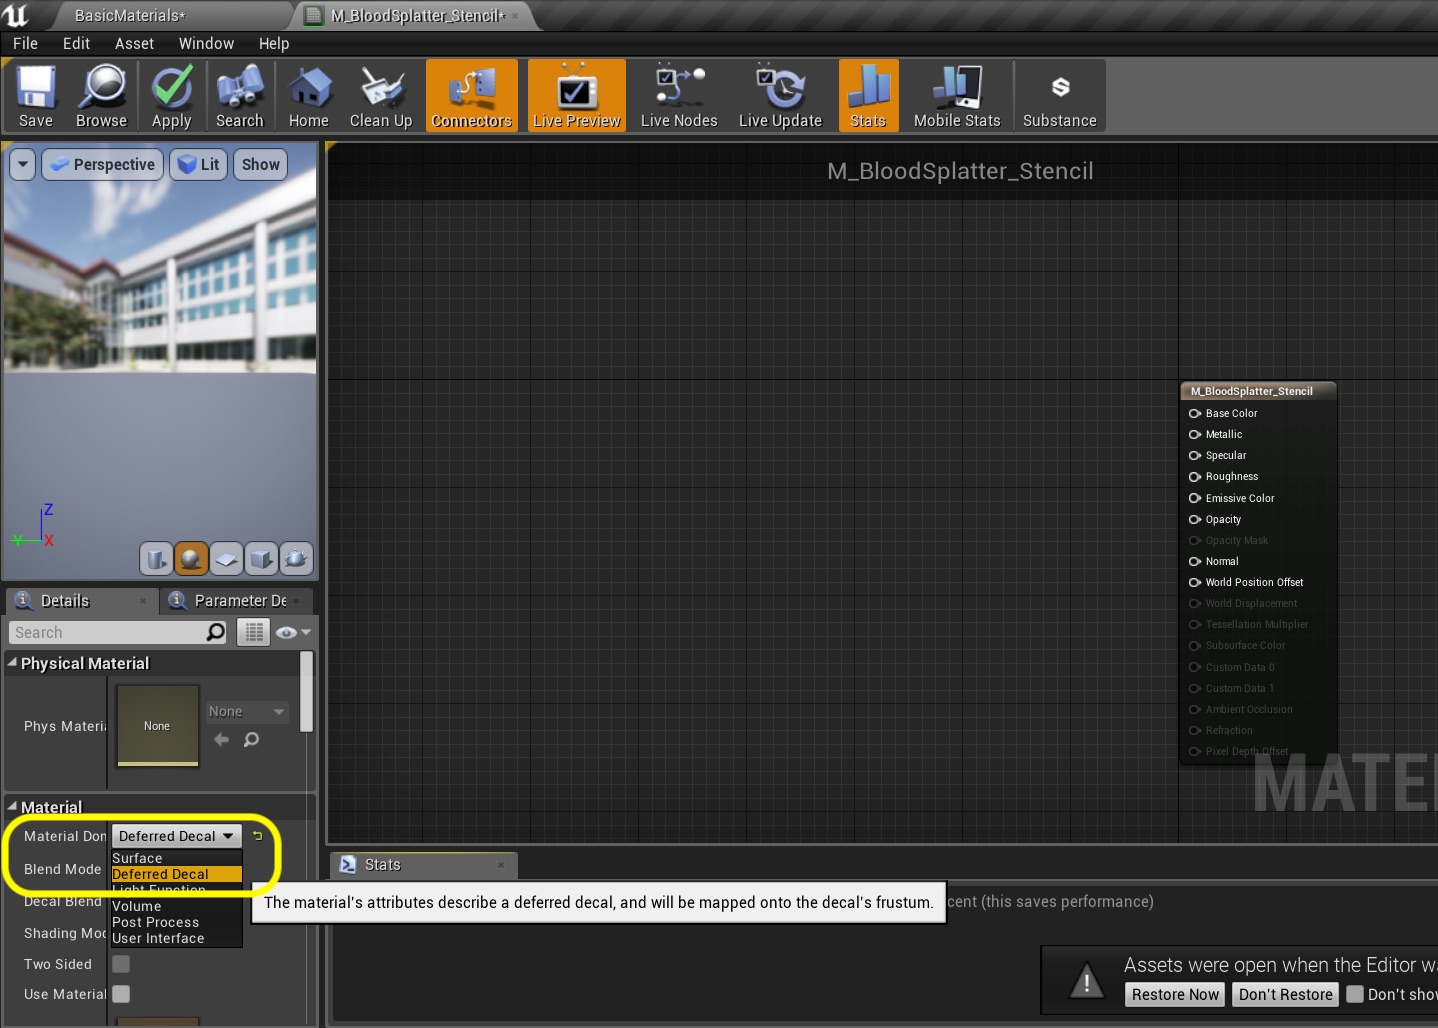 BasicMaterials*
M_BloodSplatter_Stencil*
File Edit Asset Window Help
Save Browse Apply Search Home Clean Up Connectors Live Preview Live Nodes Live Update Stats Mobile Stats Substance
Perspective Lit Show
M_BloodSplatter_Stencil
Z
Y X
M_BloodSplatter_Stencil
Base Color
Metallic
Specular
Roughness
Emissive Color
Opacity
Opacity Mask
Normal
World Position Offset
World Displacement
Tessellation Multiplier
Subsurface Color
Custom Data 0
Custom Data 1
Ambient Occlusion
Refraction
Pixel Depth Offset
MATE
Details
Parameter De
Search
Physical Material
Phys Materi
None
None
Material
Material Don
Deferred Decal
Surface
Blend Mode
Deferred Decal
Light Function
Decal Blend
Volume
Post Process
Shading Mo
User Interface
Two Sided
Use Material
Stats
The material's attributes describe a deferred decal, and will be mapped onto the decal's frustum.
cent (this saves performance)
Assets were open when the Editor wa
Restore Now
Don't Restore
Don't sho